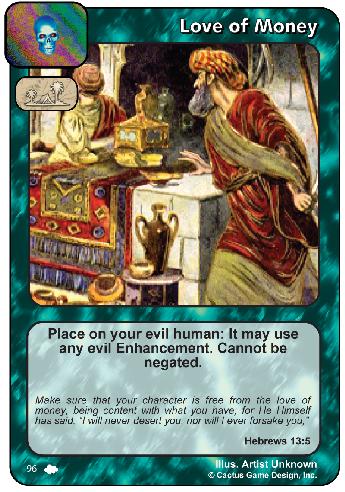 Love of Money
Place on your evil human: It may use
any evil Enhancement. Cannot be
negated.
Make sure that your character is free from the love of
money, being content with what you have, for He Himself
has said, "I will never desert you, nor will I ever forsake you,"
Hebrews 13:5
Illus. Artist Unknown
96
© Cactus Game Design, Inc.